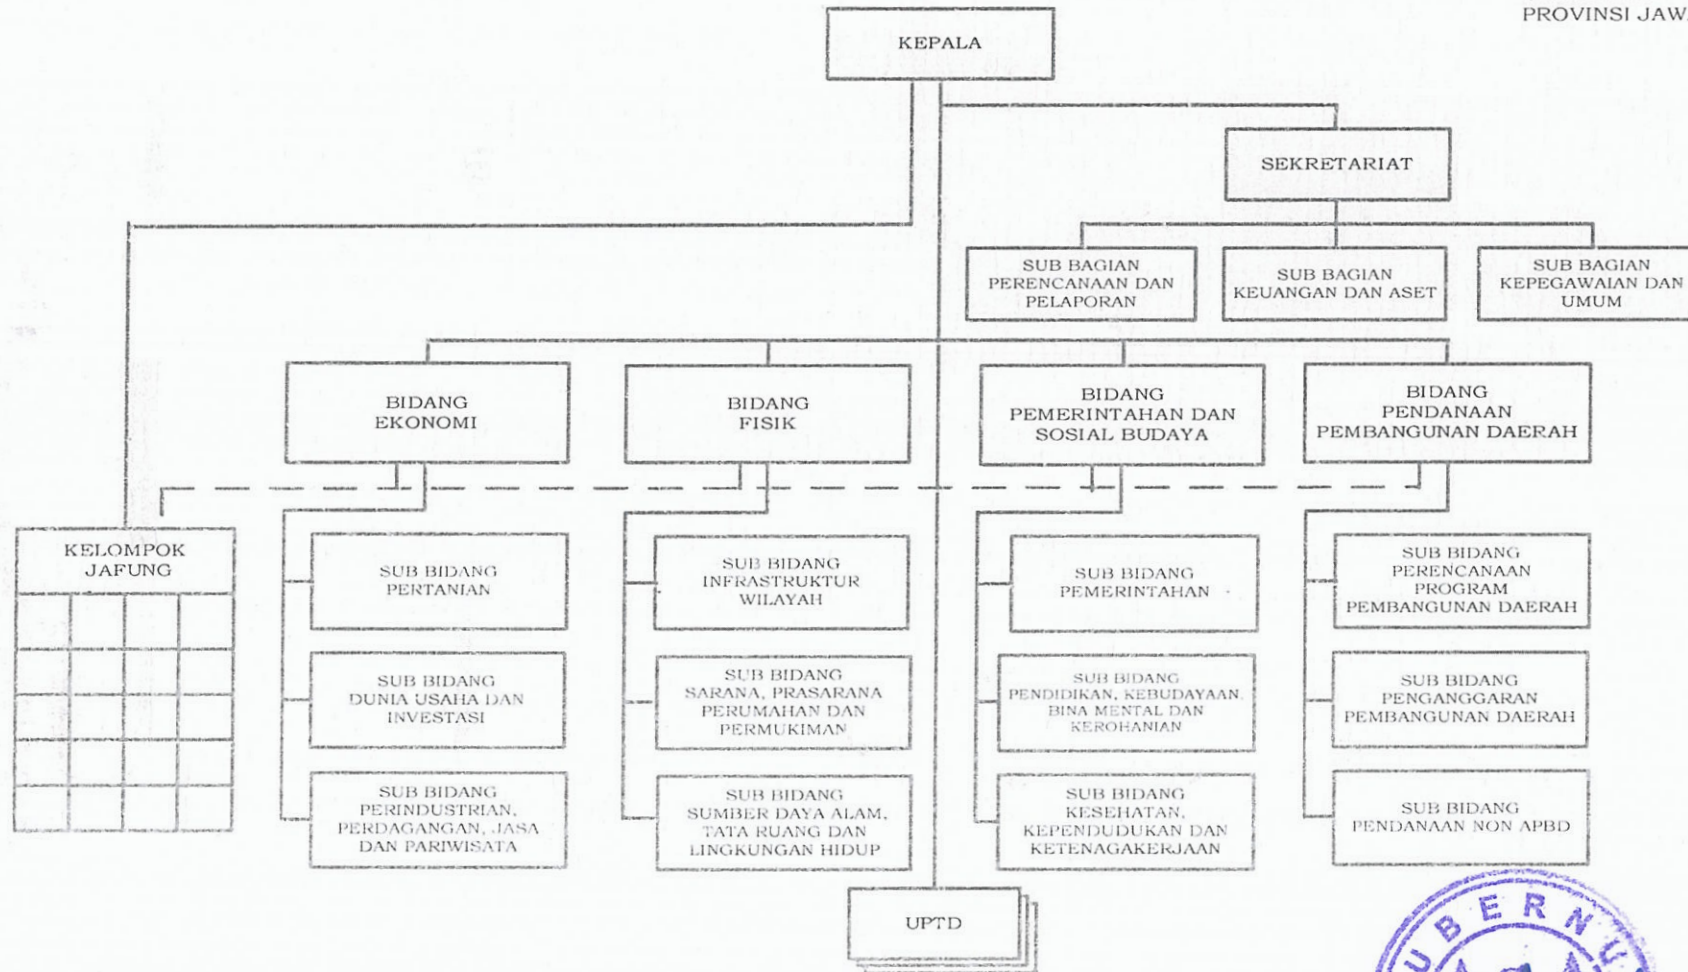 PROVINSI JAWA
KEPALA
SEKRETARIAT
SUB BAGIAN
PERENCANAAN DAN
PELAPORAN
SUB BAGIAN
KEUANGAN DAN ASET
SUB BAGIAN
KEPEGAWAIAN DAN
UMUM
BIDANG
EKONOMI
BIDANG
FISIK
BIDANG
PEMERINTAHAN DAN
SOSIAL BUDAYA
BIDANG
PENDANAAN
PEMBANGUNAN DAERAH
KELOMPOK
JAFUNG
SUB BIDANG
PERTANIAN
SUB BIDANG
INFRASTRUKTUR
WILAYAH
SUB BIDANG
PEMERINTAHAN
SUB BIDANG
PERENCANAAN
PROGRAM
PEMBANGUNAN DAERAH
SUB BIDANG
DUNIA USAHA DAN
INVESTASI
SUB BIDANG
SARANA, PRASARANA
PERUMAHAN DAN
PERMUKIMAN
SUB BIDANG
PENDIDIKAN, KEBUDAYAAN,
BINA MENTAL DAN
KEROHANIAN
SUB BIDANG
PENGANGGARAN
PEMBANGUNAN DAERAH
SUB BIDANG
PERINDUSTRIAN,
PERDAGANGAN, JASA
DAN PARIWISATA
SUB BIDANG
SUMBER DAYA ALAM,
TATA RUANG DAN
LINGKUNGAN HIDUP
SUB BIDANG
KESEHATAN,
KEPENDUDUKAN DAN
KETENAGAKERJAAN
SUB BIDANG
PENDANAAN NON APBD
UPTD
UBERNU